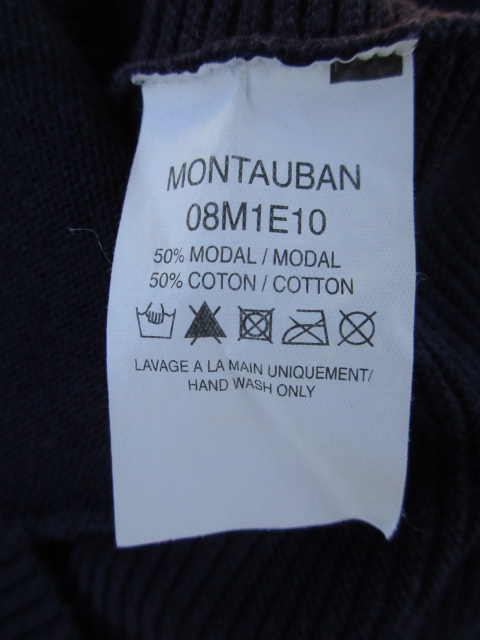 MONTAUBAN
08M1E10
50% MODAL / MODAL
50% COTON / COTTON
LAVAGE A LA MAIN UNIQUEMENT/
HAND WASH ONLY